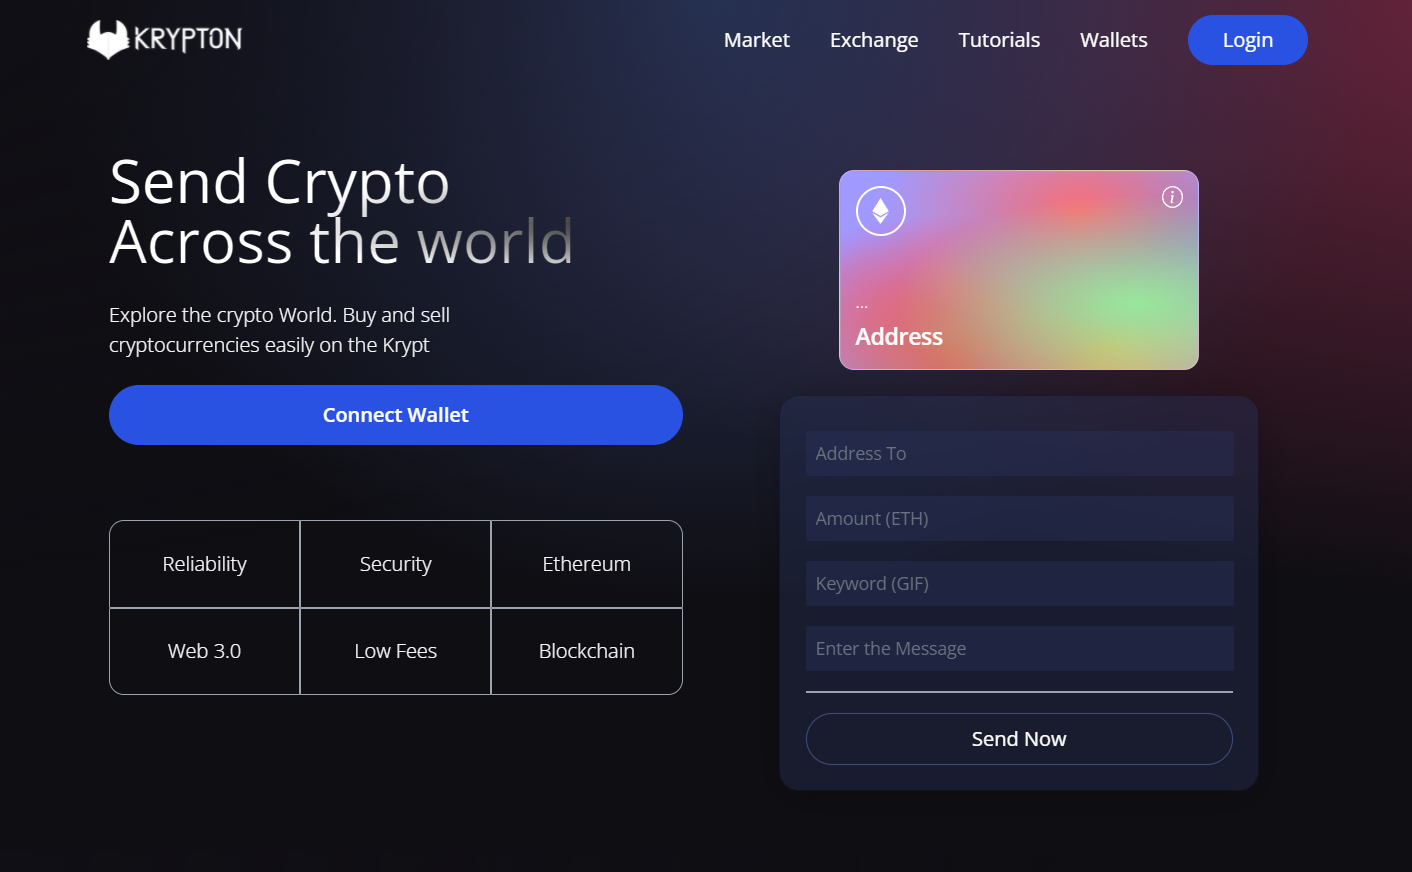 KRYPTON
Market
Exchange
Tutorials
Wallets
Login
Send Crypto
Across the world
Explore the crypto World. Buy and sell
cryptocurrencies easily on the Krypt
Connect Wallet
Reliability
Security
Ethereum
Web 3.0
Low Fees
Blockchain
i
...
Address
Address To
Amount (ETH)
Keyword (GIF)
Enter the Message
Send Now